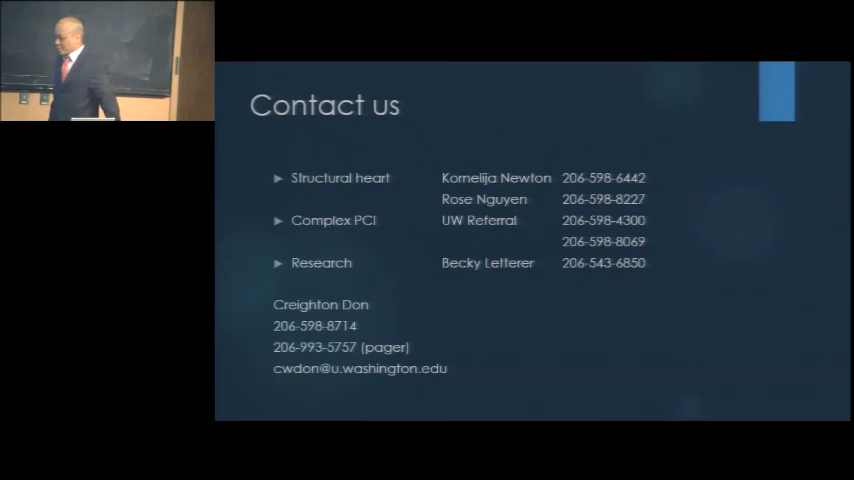 Contact us
Structural heart Kornelija Newton 206-598-6442
Rose Nguyen 206-598-8227
Complex PCI UW Referral 206-598-4300
206-598-8069
Research Becky Letterer 206-543-6850
Creighton Don
206-598-8714
206-993-5757 (pager)
cwdon@u.washington.edu